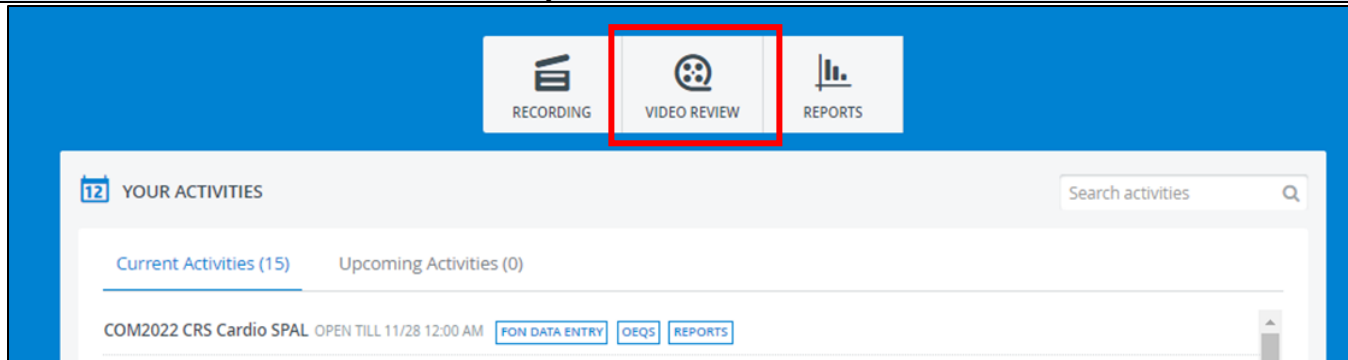 RECORDING VIDEO REVIEW REPORTS
12 YOUR ACTIVITIES Search activities
Current Activities (15) Upcoming Activities (0)
COM2022 CRS Cardio SPAL OPEN TILL 11/28 12:00 AM FON DATA ENTRY OEQS REPORTS